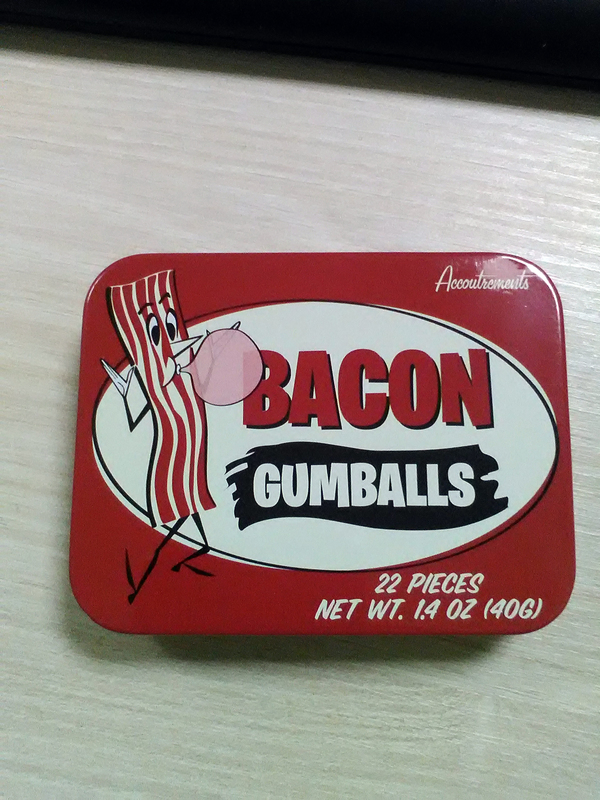 Accoutrements
BACON
GUMBALLS
22 PIECES
NET WT. 1.4 OZ (40G)